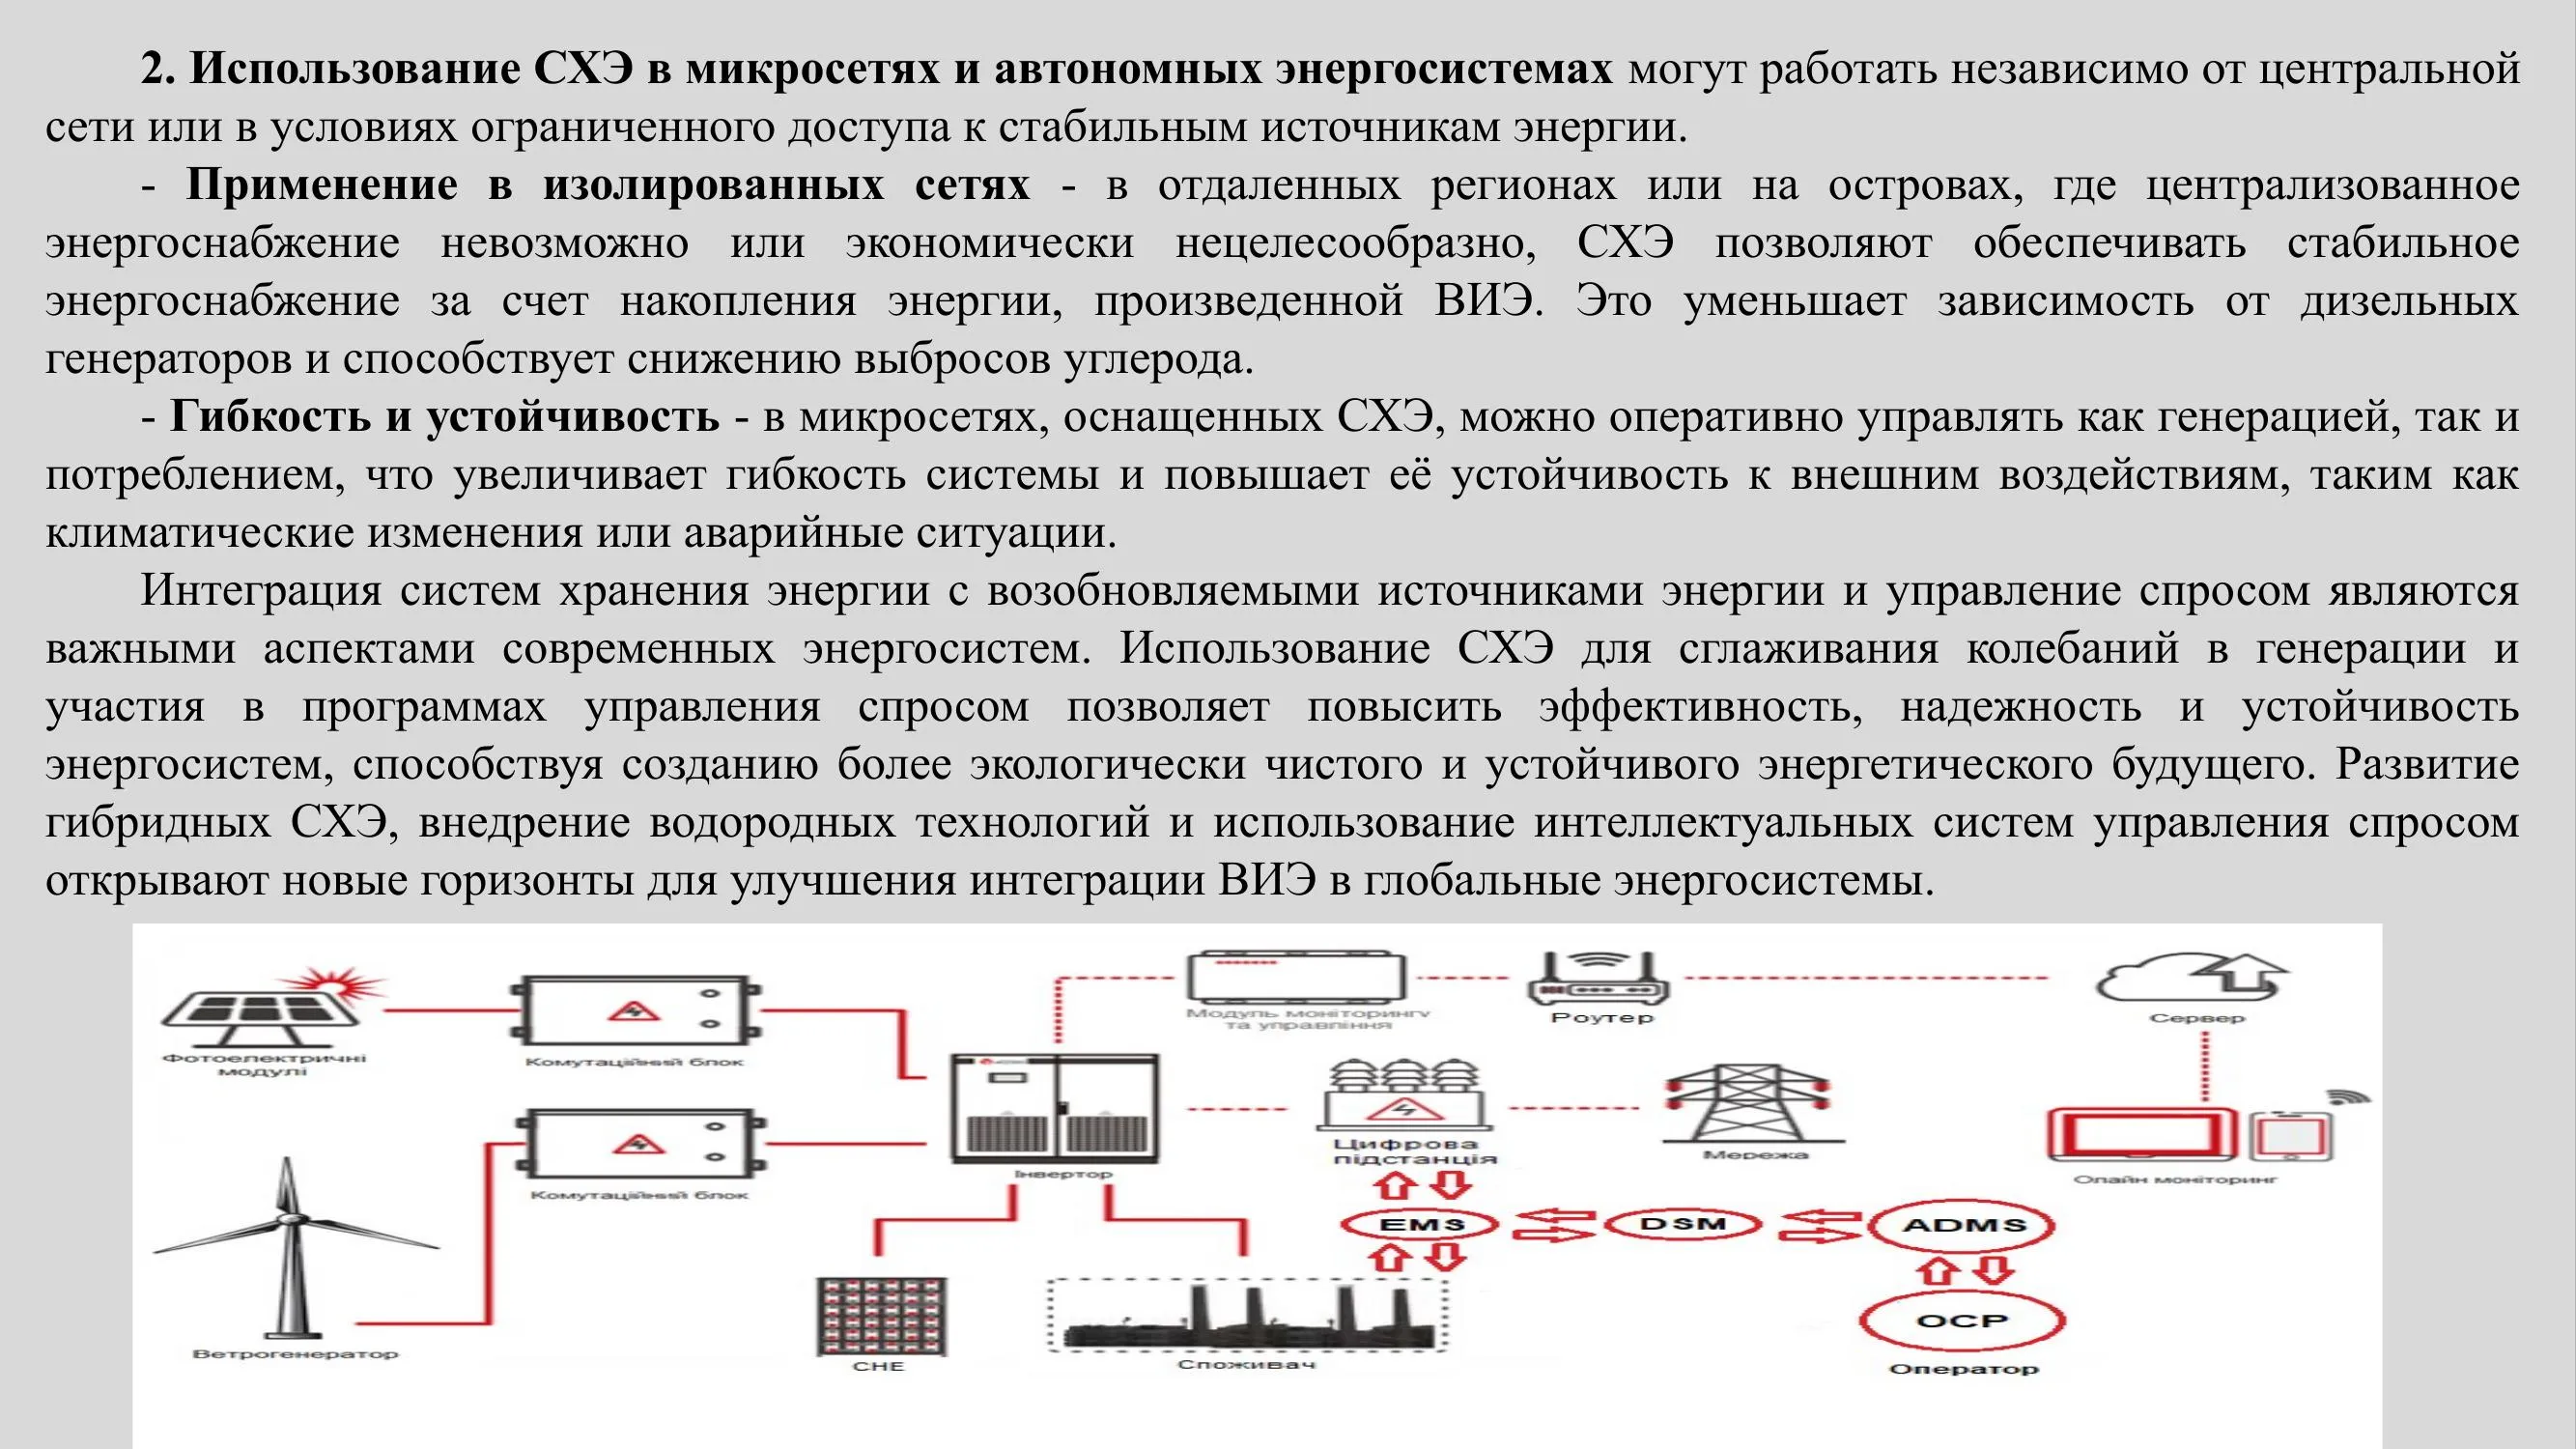 2. Использование СХЭ в микросетях и автономных энергосистемах могут работать независимо от центральной
сети или в условиях ограниченного доступа к стабильным источникам энергии.
- Применение в изолированных сетях - в отдаленных регионах или на островах, где централизованное
энергоснабжение невозможно или экономически нецелесообразно, СХЭ позволяют обеспечивать стабильное
энергоснабжение за счет накопления энергии, произведенной ВИЭ. Это уменьшает зависимость от дизельных
генераторов и способствует снижению выбросов углерода.
- Гибкость и устойчивость - в микросетях, оснащенных СХЭ, можно оперативно управлять как генерацией, так и
потреблением, что увеличивает гибкость системы и повышает её устойчивость к внешним воздействиям, таким как
климатические изменения или аварийные ситуации.
Интеграция систем хранения энергии с возобновляемыми источниками энергии и управление спросом являются
важными аспектами современных энергосистем. Использование СХЭ для сглаживания колебаний в генерации и
участия в программах управления спросом позволяет повысить эффективность, надежность и устойчивость
энергосистем, способствуя созданию более экологически чистого и устойчивого энергетического будущего. Развитие
гибридных СХЭ, внедрение водородных технологий и использование интеллектуальных систем управления спросом
открывают новые горизонты для улучшения интеграции ВИЭ в глобальные энергосистемы.
Фотоелектричні
модулі
Комутаційний блок
Модуль моніторингу
та управління
Роутер
Сервер
Комутаційний блок
Інвертор
Цифрова
підстанція
Мережа
Олайн моніторинг
EMS
DSM
ADMS
ОСР
Оператор
Ветрогенератор
СНЕ
Споживач